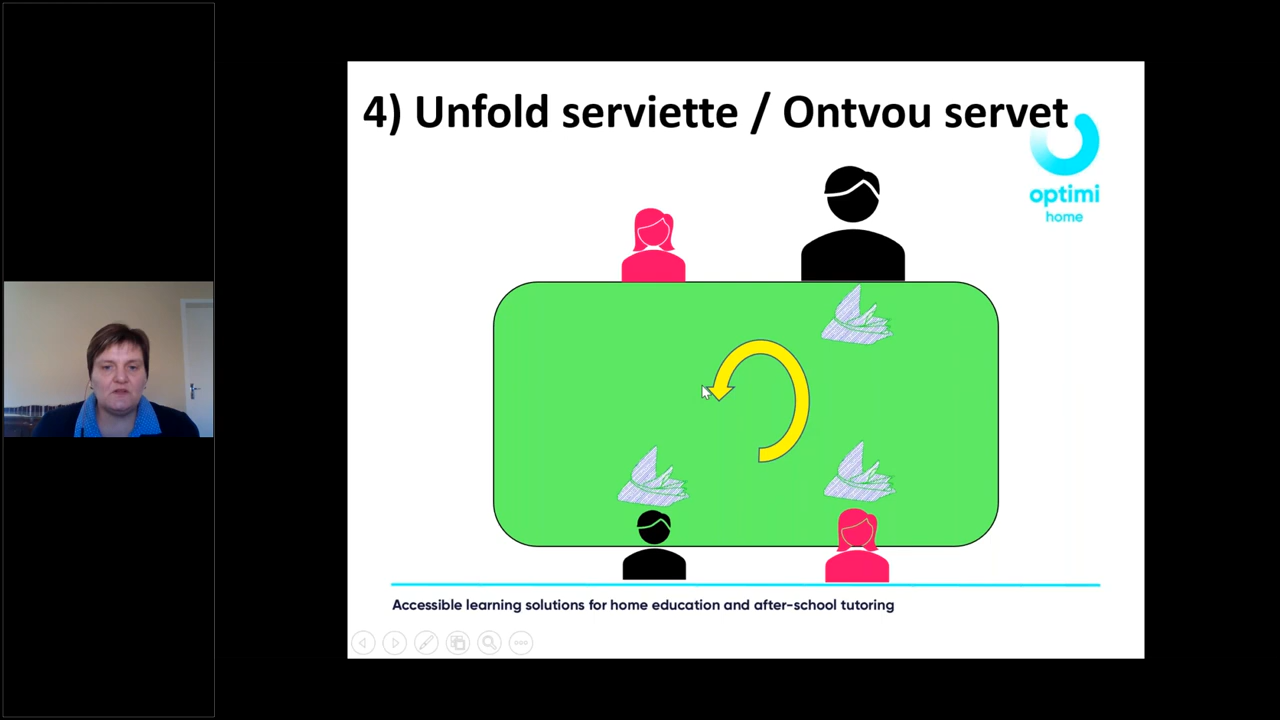 4) Unfold serviette / Ontvou servet
optimi
home
Accessible learning solutions for home education and after-school tutoring